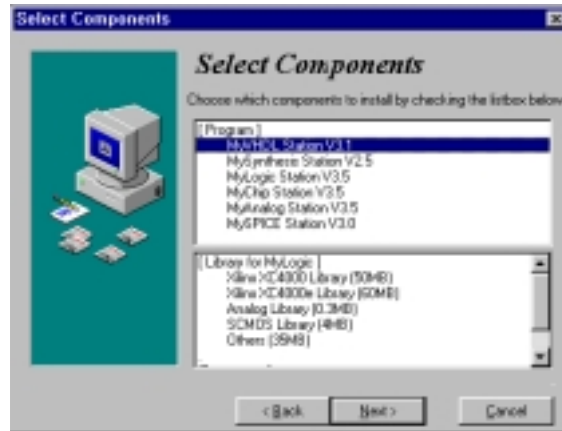 Select Components
Select Components
Choose which components to install by checking the listbox below
[ Program ]
MyVHDL Station V3.1
MySynthesis Station V2.5
MyLogic Station V3.5
MyChip Station V3.5
MyAnalog Station V3.5
MySPICE Station V3.0
[ Library for MyLogic ]
Xilinx XC4000 Library (50MB)
Xilinx XC4000e Library (60MB)
Analog Library (0.3MB)
SCMOS Library (4MB)
Others (35MB)
< Back
Next >
Cancel